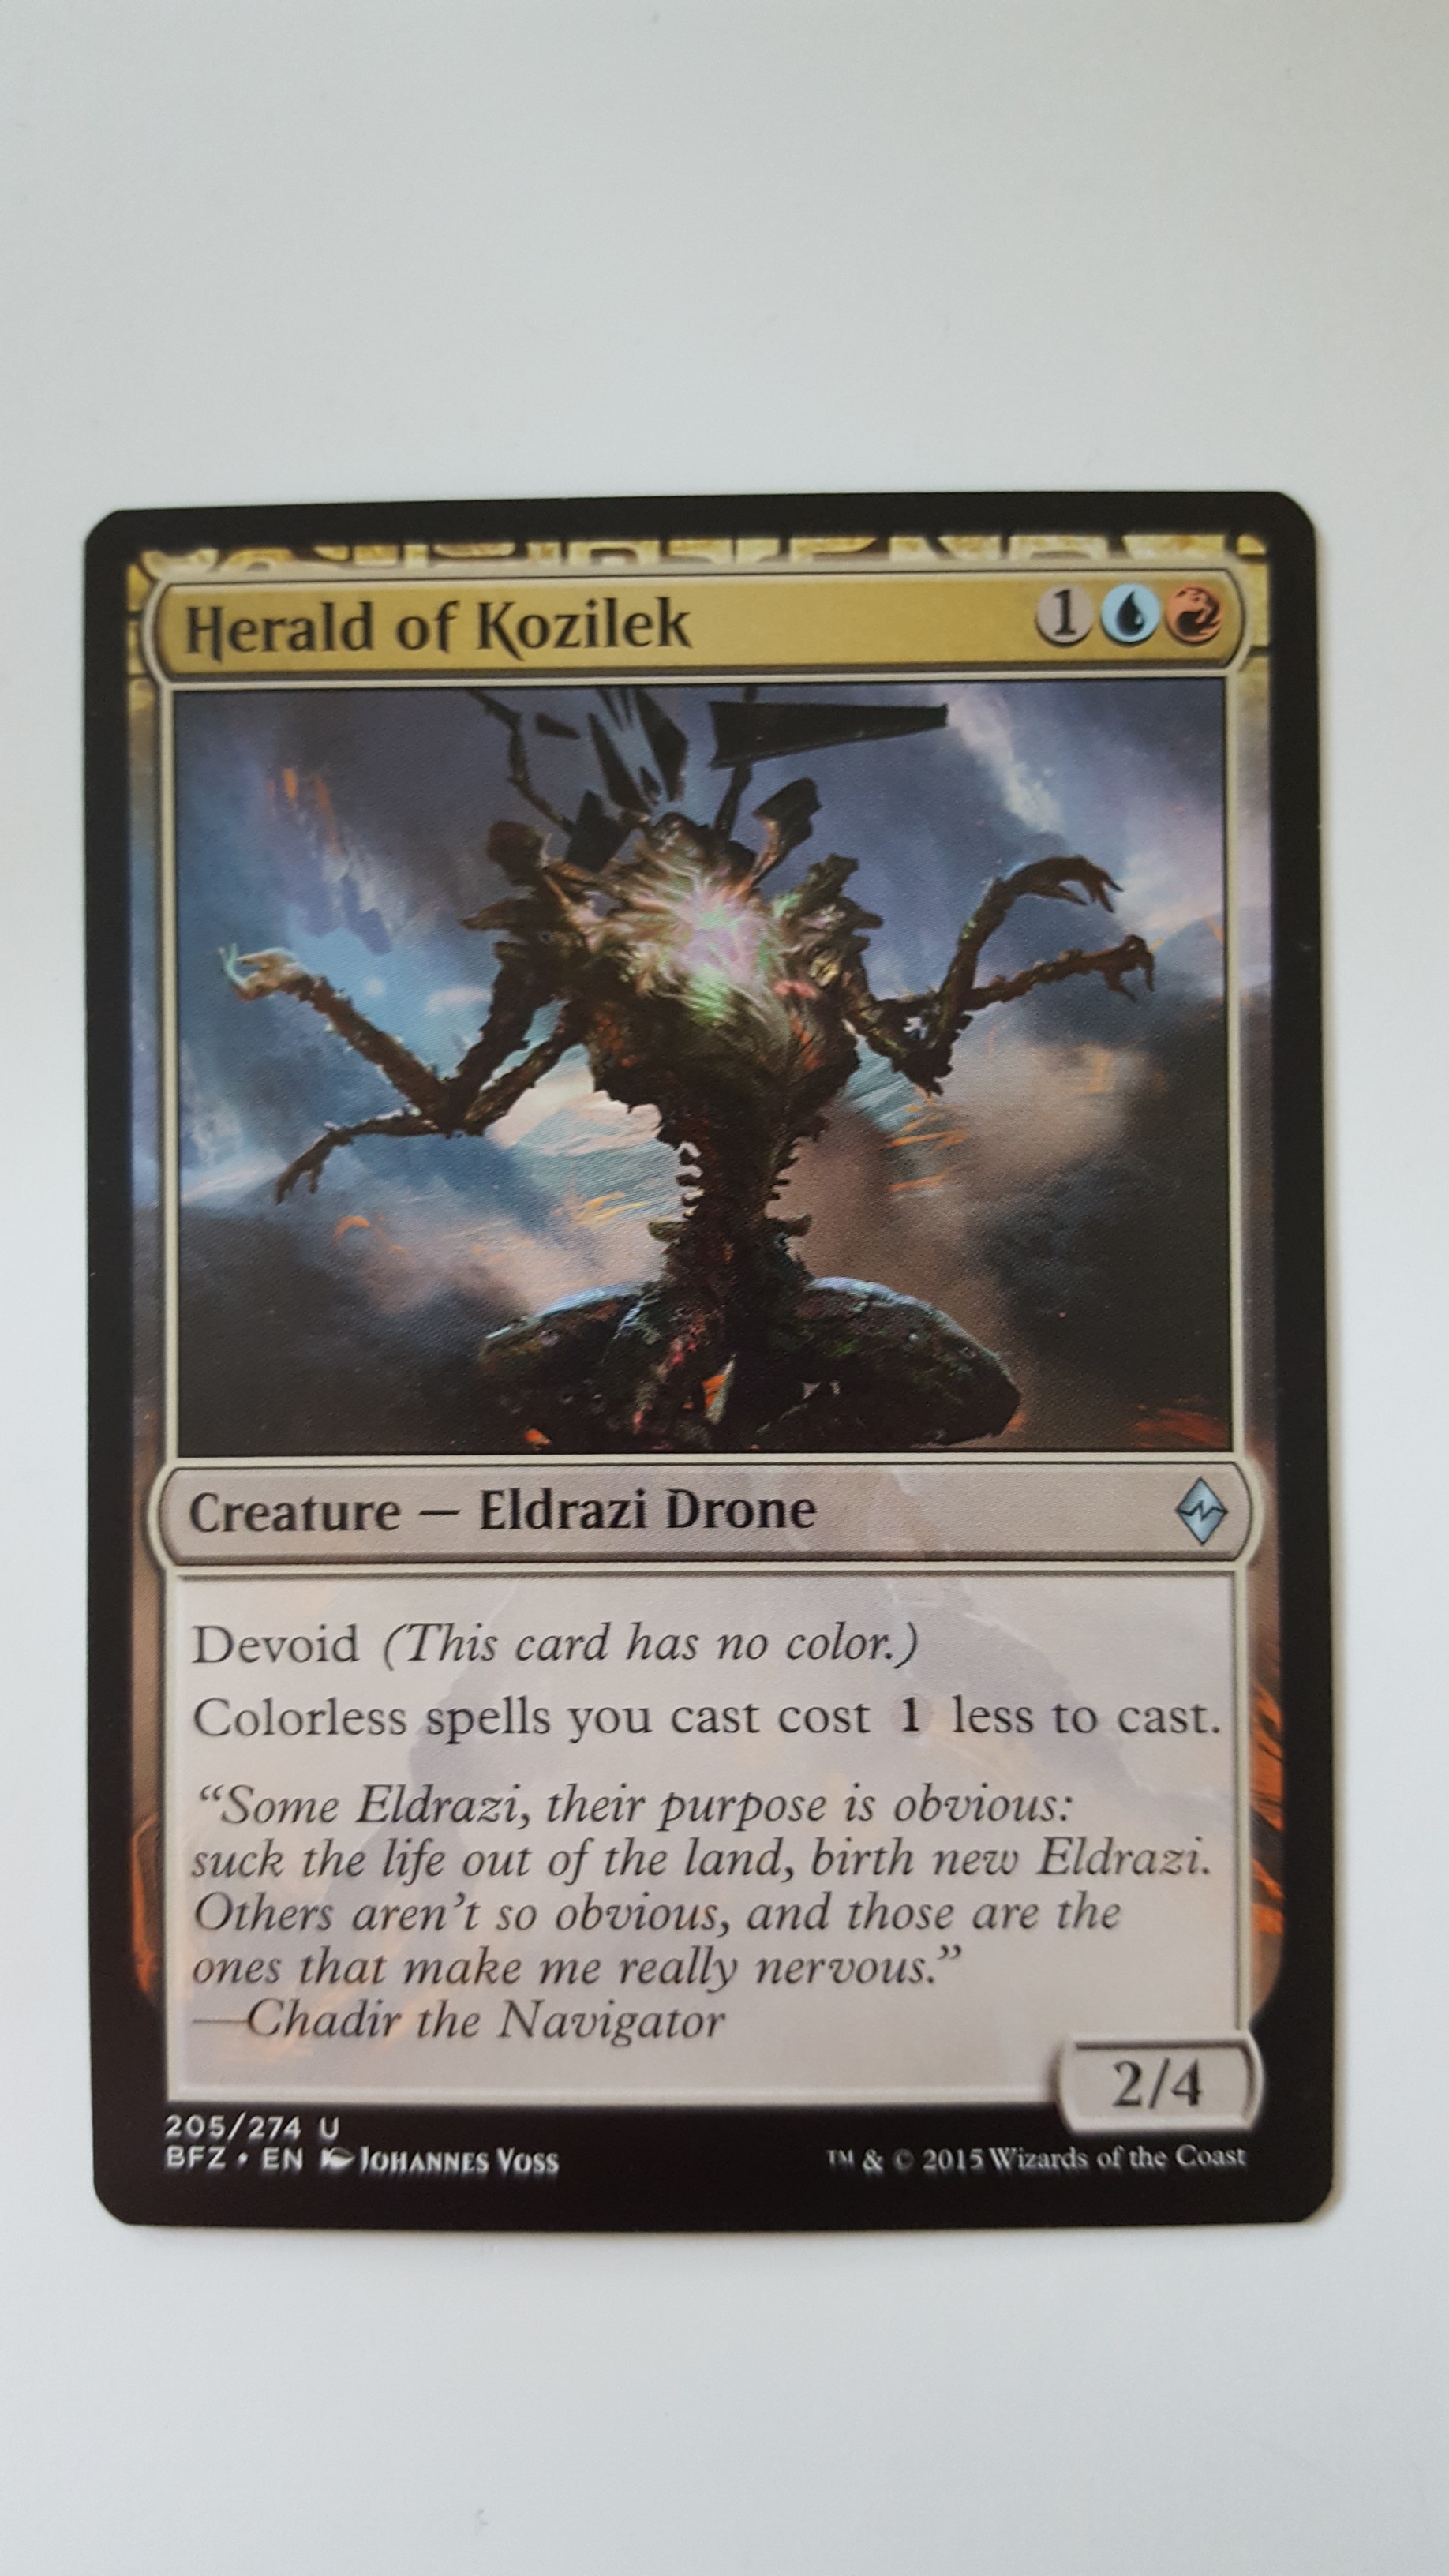 Herald of Kozilek 1
Creature — Eldrazi Drone
Devoid (This card has no color.)
Colorless spells you cast cost 1 less to cast.
“Some Eldrazi, their purpose is obvious:
suck the life out of the land, birth new Eldrazi.
Others aren’t so obvious, and those are the
ones that make me really nervous.”
—Chadir the Navigator
2/4
205/274 U
BFZ • EN Johannes Voss ™ & © 2015 Wizards of the Coast